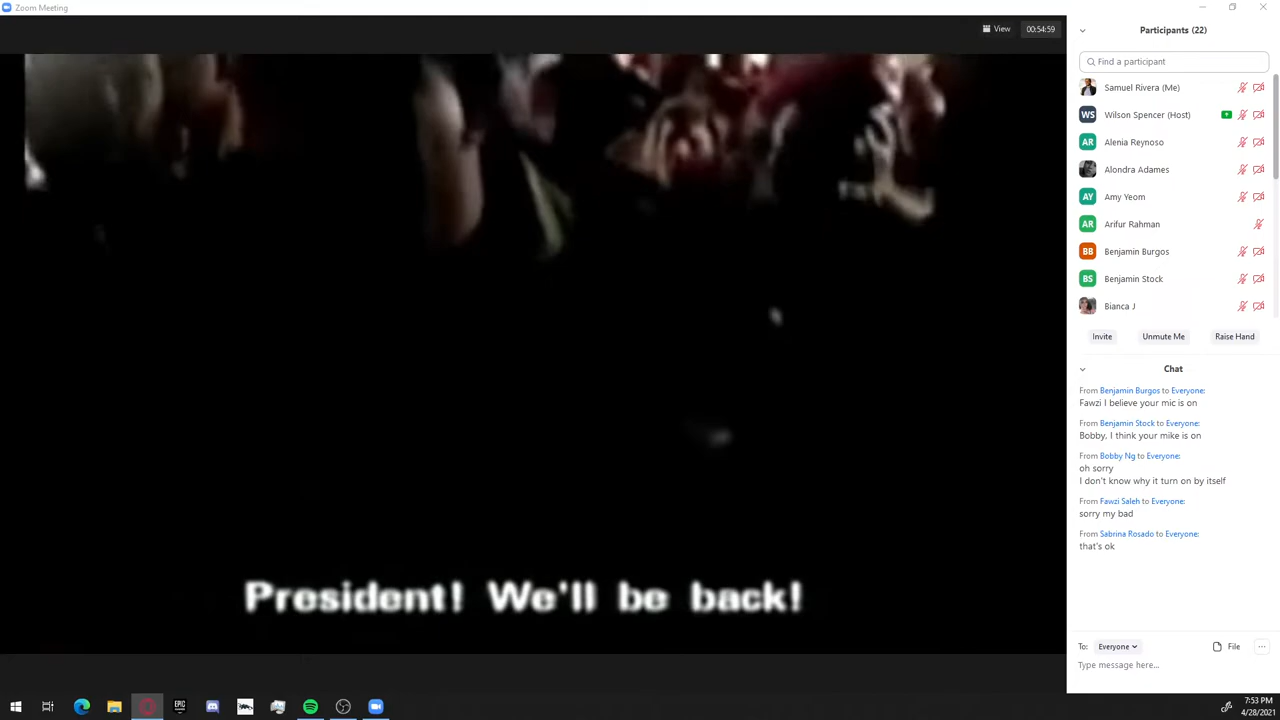 Zoom Meeting
View
00:54:59
President! We'll be back!
Participants (22)
Find a participant
Samuel Rivera (Me)
WS
Wilson Spencer (Host)
AR
Alenia Reynoso
Alondra Adames
AY
Amy Yeom
AR
Arifur Rahman
BB
Benjamin Burgos
BS
Benjamin Stock
Bianca J
Invite
Unmute Me
Raise Hand
Chat
From Benjamin Burgos to Everyone:
Fawzi I believe your mic is on
From Benjamin Stock to Everyone:
Bobby, I think your mike is on
From Bobby Ng to Everyone:
oh sorry
I don't know why it turn on by itself
From Fawzi Saleh to Everyone:
sorry my bad
From Sabrina Rosado to Everyone:
that's ok
To: Everyone
File
Type message here...
EPIC
7:53 PM
4/28/2021